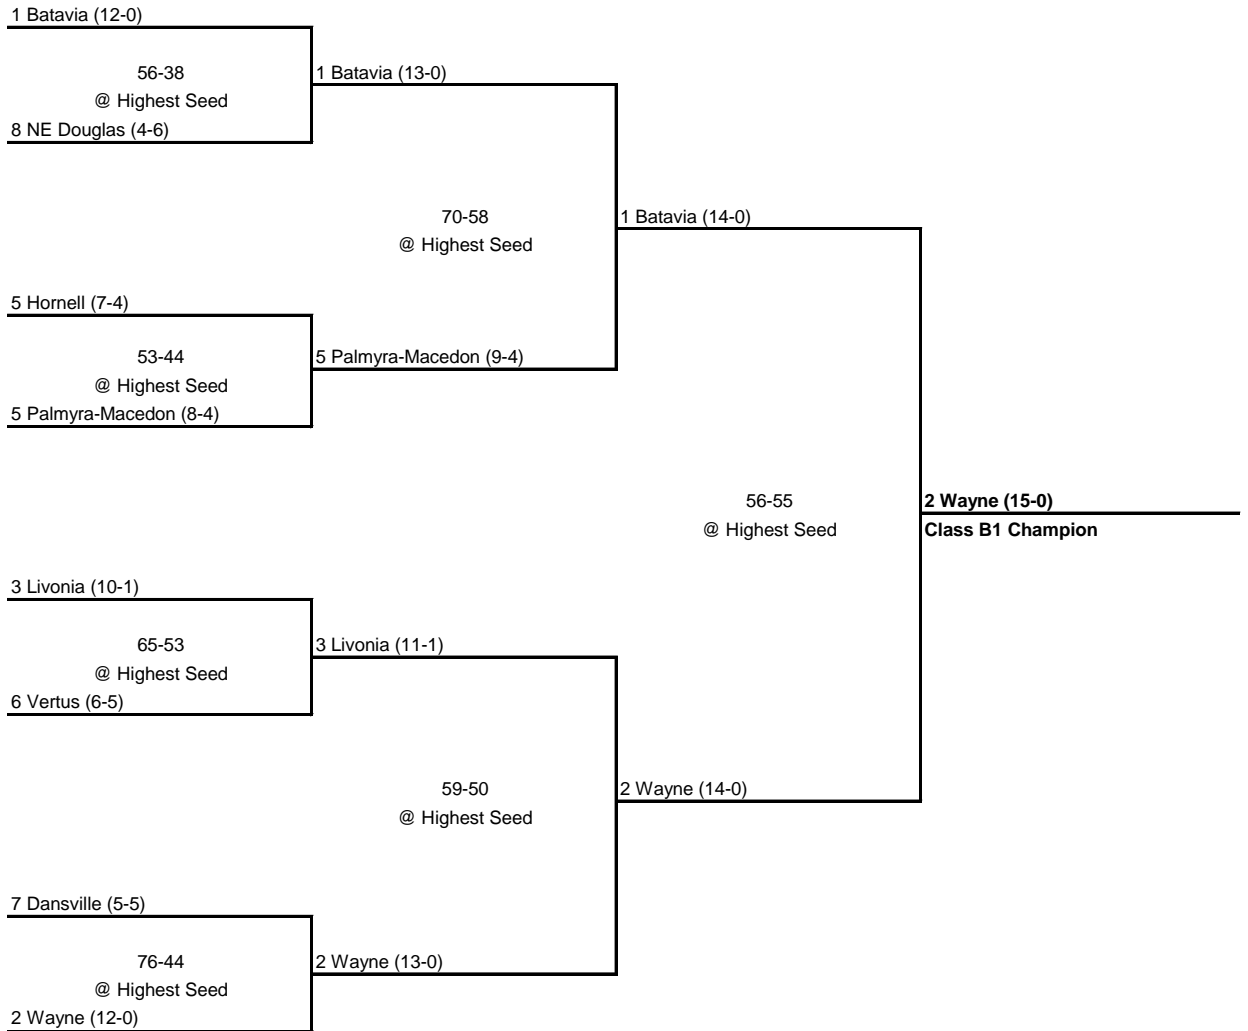 1 Batavia (12-0)
56-38
1 Batavia (13-0)
@ Highest Seed
8 NE Douglas (4-6)
70-58
1 Batavia (14-0)
@ Highest Seed
5 Hornell (7-4)
53-44
5 Palmyra-Macedon (9-4)
@ Highest Seed
5 Palmyra-Macedon (8-4)
56-55
2 Wayne (15-0)
@ Highest Seed
Class B1 Champion
3 Livonia (10-1)
65-53
3 Livonia (11-1)
@ Highest Seed
6 Vertus (6-5)
59-50
2 Wayne (14-0)
@ Highest Seed
7 Dansville (5-5)
76-44
2 Wayne (13-0)
@ Highest Seed
2 Wayne (12-0)